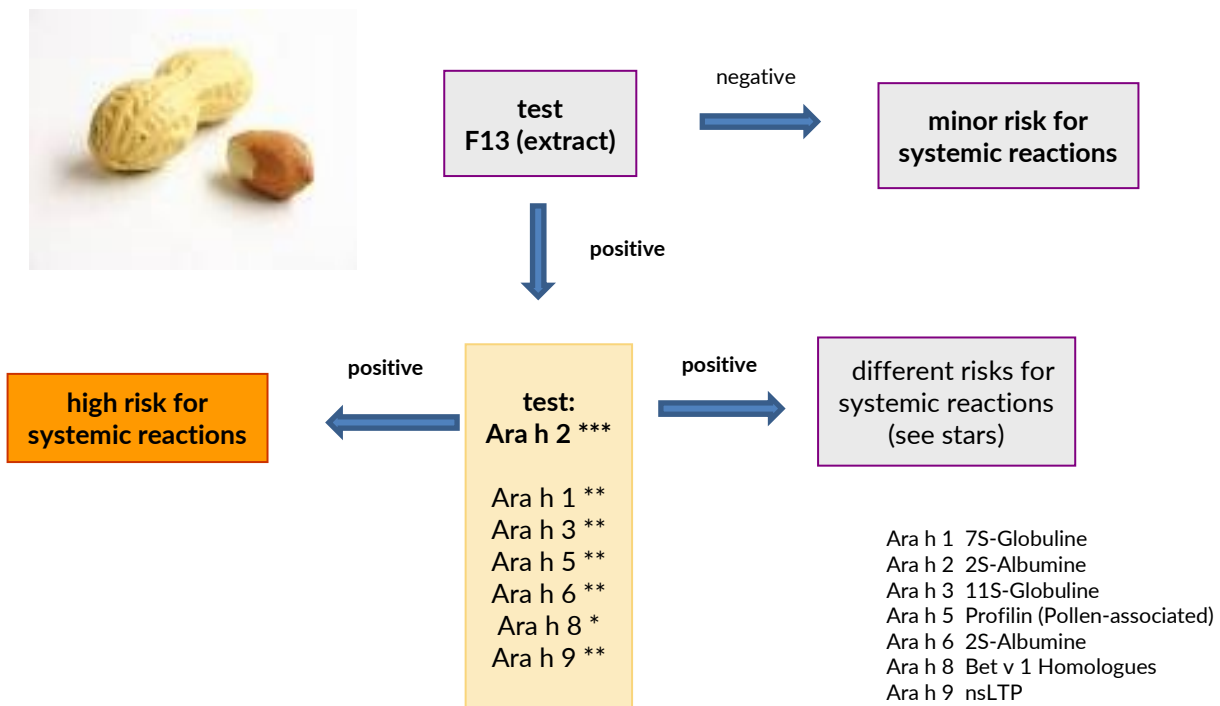 test
F13 (extract)
negative
minor risk for
systemic reactions
positive
positive
high risk for
systemic reactions
test:
Ara h 2 ***
Ara h 1 **
Ara h 3 **
Ara h 5 **
Ara h 6 **
Ara h 8 *
Ara h 9 **
positive
different risks for
systemic reactions
(see stars)
Ara h 1 7S-Globuline
Ara h 2 2S-Albumine
Ara h 3 11S-Globuline
Ara h 5 Profilin (Pollen-associated)
Ara h 6 2S-Albumine
Ara h 8 Bet v 1 Homologues
Ara h 9 nsLTP